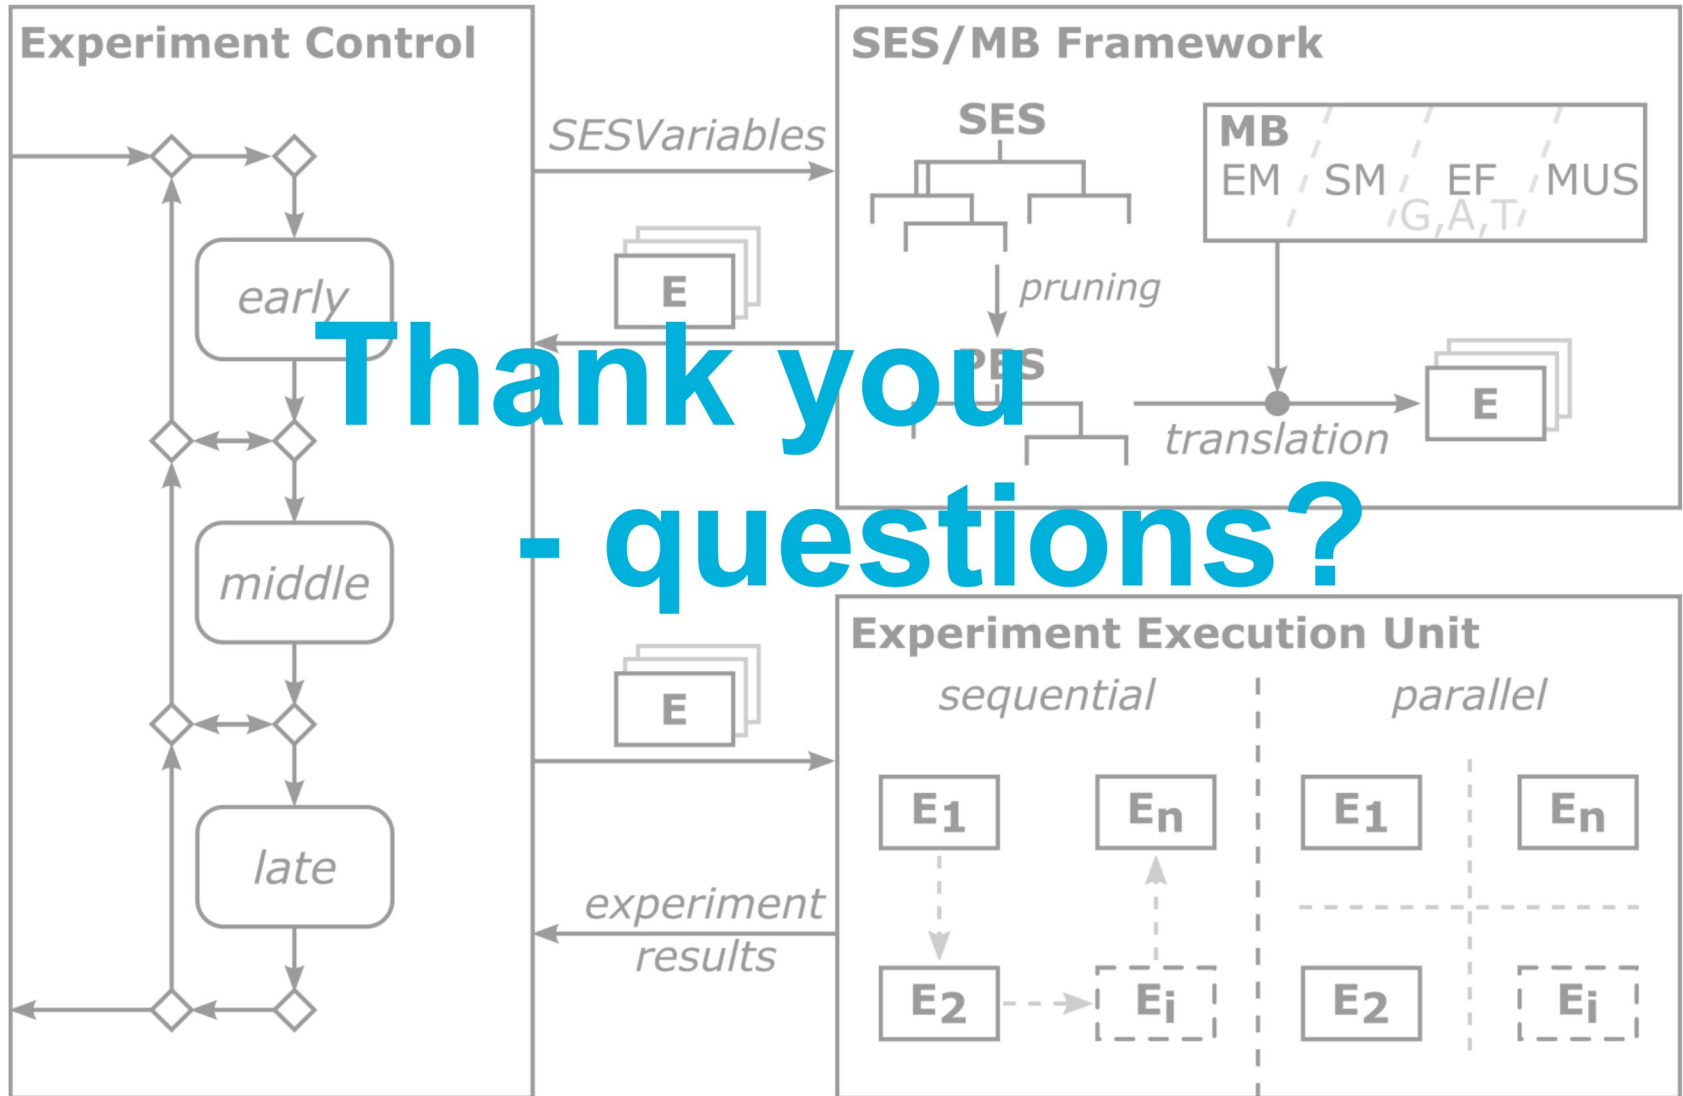 Experiment Control
early
middle
late
SESVariables
E
E
experiment
results
SES/MB Framework
SES
pruning
PES
MB
EM SM EF MUS
G,A,T
translation
E
Thank you
- questions?
Experiment Execution Unit
sequential parallel
E1 En E1 En
E2 Ei E2 Ei